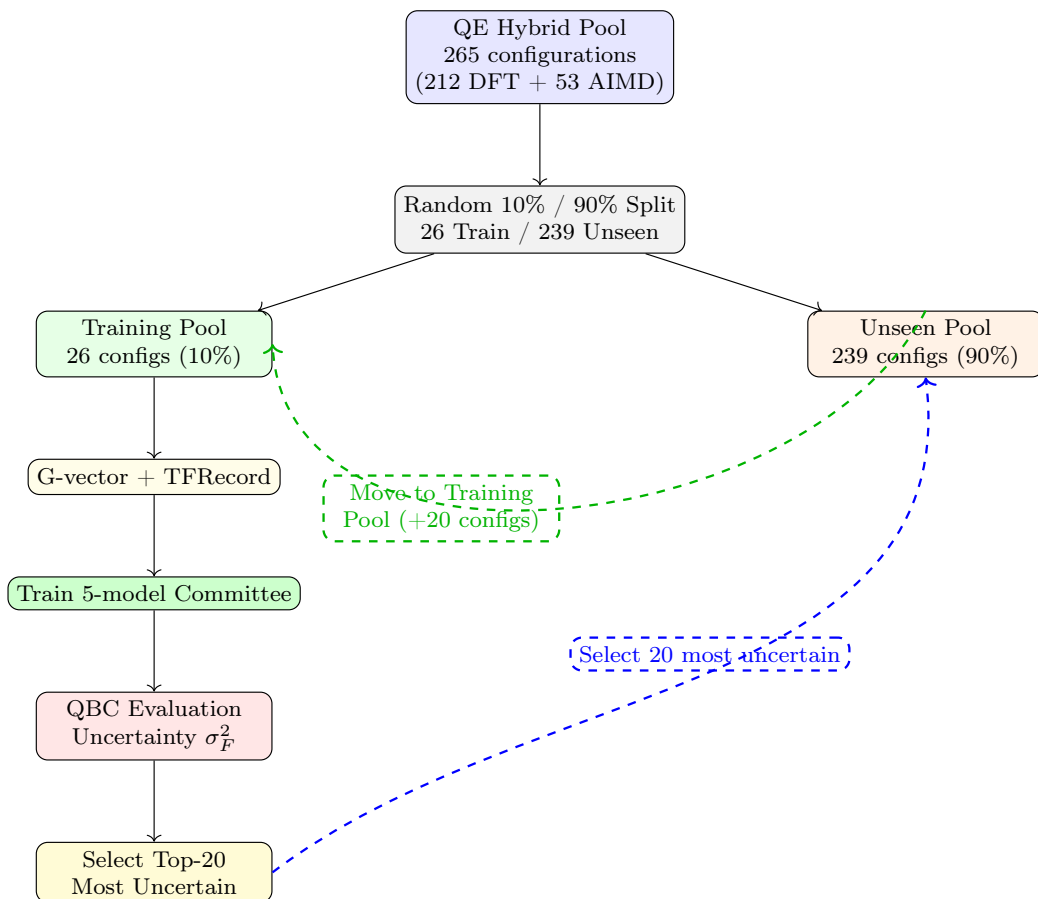 QE Hybrid Pool
265 configurations
(212 DFT + 53 AIMD)
Random 10% / 90% Split
26 Train / 239 Unseen
Training Pool
26 configs (10%)
Unseen Pool
239 configs (90%)
G-vector + TFRecord
Move to Training
Pool (+20 configs)
Train 5-model Committee
Select 20 most uncertain
QBC Evaluation
Uncertainty σ²_F
Select Top-20
Most Uncertain